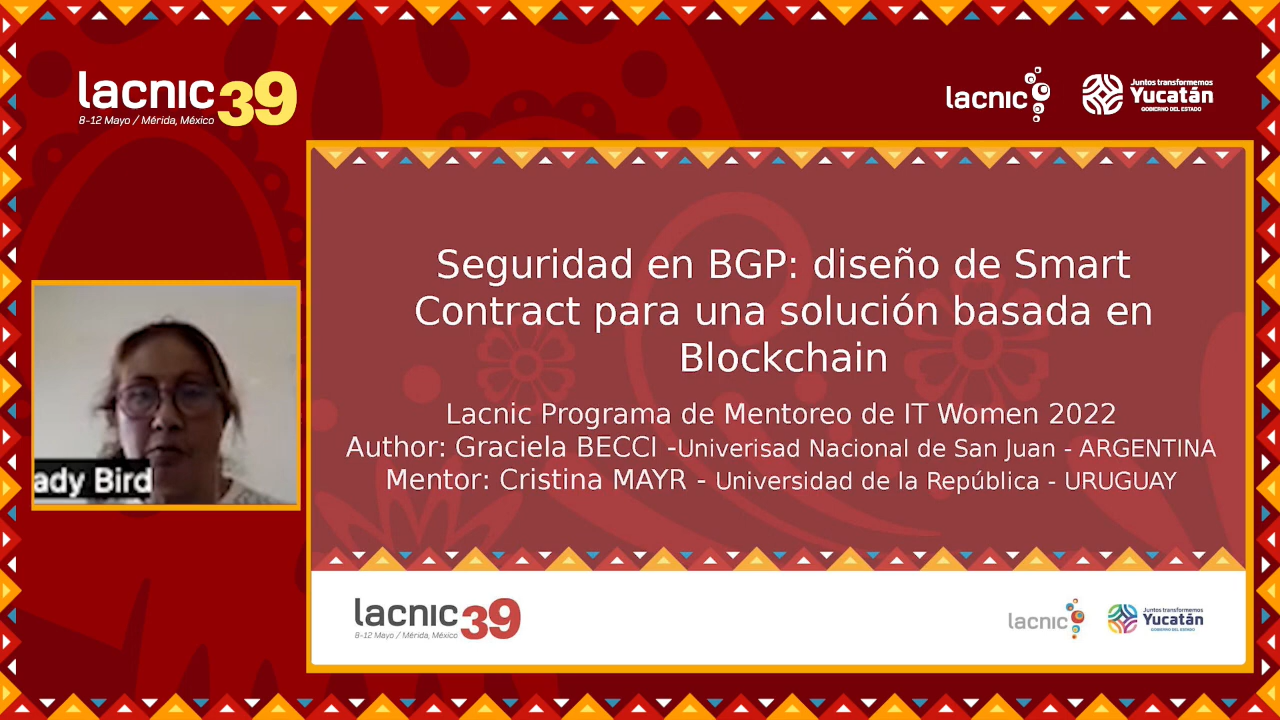 lacnic39
8-12 Mayo / Mérida, México
lacnic
Juntos transformemos
Yucatán
GOBIERNO DEL ESTADO
Seguridad en BGP: diseño de Smart
Contract para una solución basada en
Blockchain
Lacnic Programa de Mentoreo de IT Women 2022
Author: Graciela BECCI -Univerisad Nacional de San Juan - ARGENTINA
Mentor: Cristina MAYR - Universidad de la República - URUGUAY
ady Bird
lacnic39
8-12 Mayo / Mérida, México
lacnic
Juntos transformemos
Yucatán
GOBIERNO DEL ESTADO